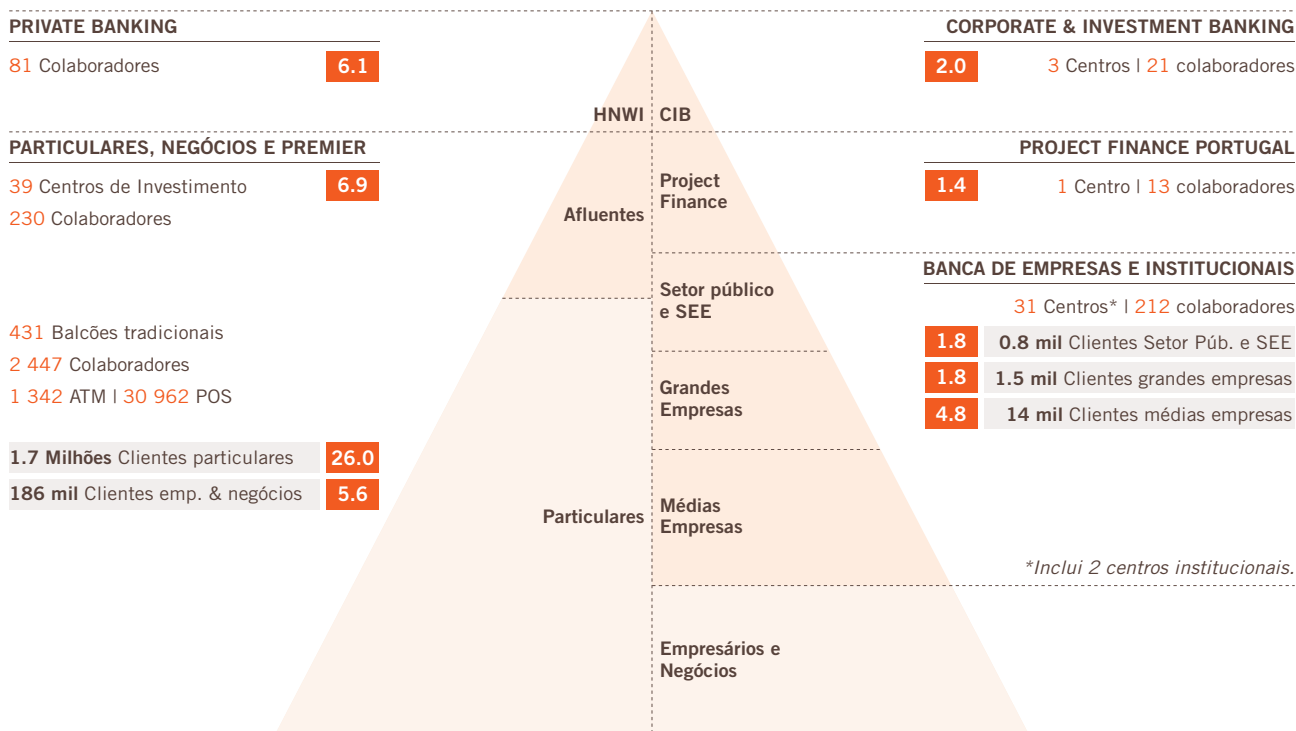 PRIVATE BANKING
81 Colaboradores
6.1
PARTICULARES, NEGÓCIOS E PREMIER
39 Centros de Investimento
6.9
230 Colaboradores
431 Balcões tradicionais
2 447 Colaboradores
1 342 ATM | 30 962 POS
1.7 Milhões Clientes particulares
26.0
186 mil Clientes emp. & negócios
5.6
HNWI
Afluentes
Particulares
CIB
Project
Finance
Setor público
e SEE
Grandes
Empresas
Médias
Empresas
Empresários e
Negócios
CORPORATE & INVESTMENT BANKING
2.0
3 Centros | 21 colaboradores
PROJECT FINANCE PORTUGAL
1.4
1 Centro | 13 colaboradores
BANCA DE EMPRESAS E INSTITUCIONAIS
31 Centros* | 212 colaboradores
1.8
0.8 mil Clientes Setor Púb. e SEE
1.8
1.5 mil Clientes grandes empresas
4.8
14 mil Clientes médias empresas
*Inclui 2 centros institucionais.